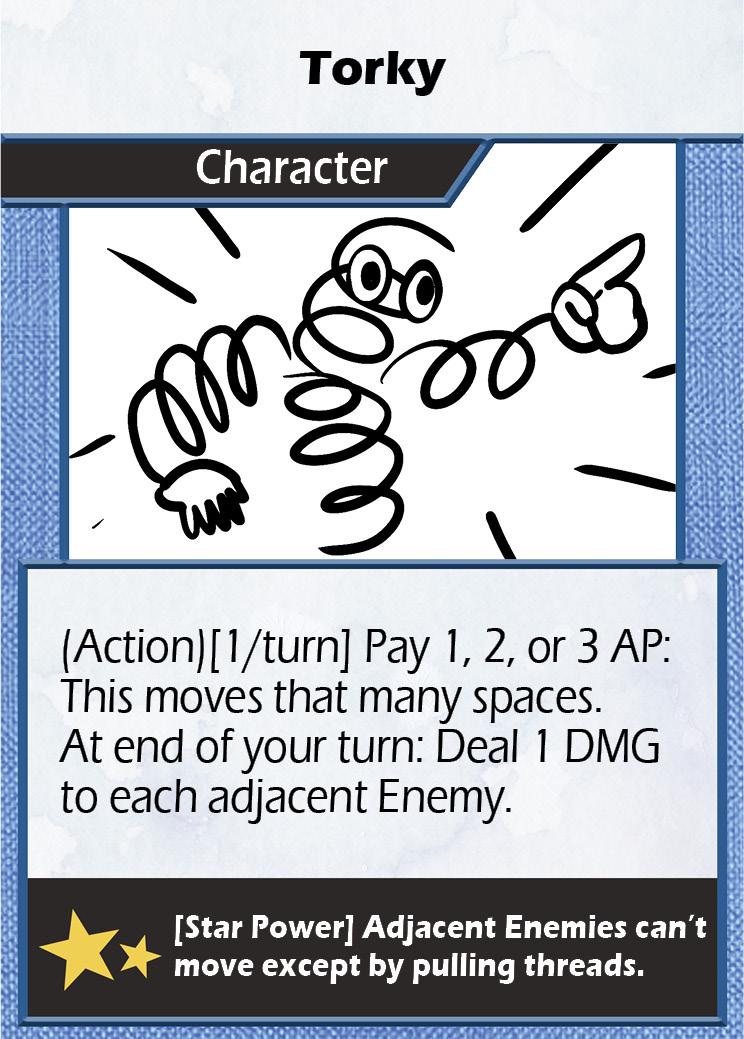 Torky
Character
(Action)[1/turn] Pay 1, 2, or 3 AP:
This moves that many spaces.
At end of your turn: Deal 1 DMG
to each adjacent Enemy.
[Star Power] Adjacent Enemies can't
move except by pulling threads.